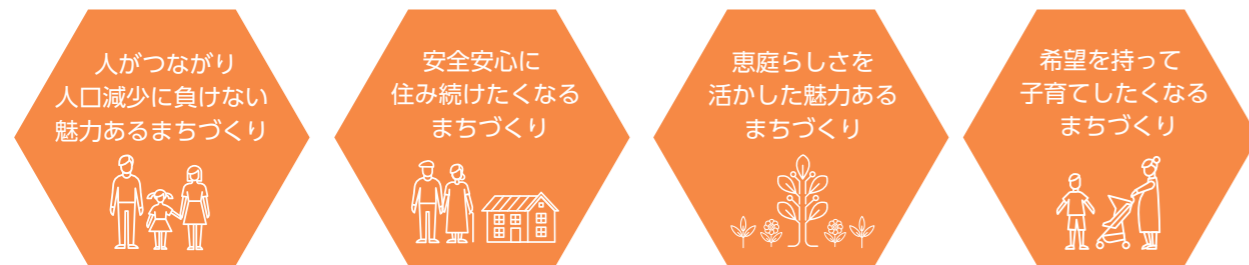 人がつながり
人口減少に負けない
魅力あるまちづくり
安全安心に
住み続けたくなる
まちづくり
恵庭らしさを
活かした魅力ある
まちづくり
希望を持って
子育てしたくなる
まちづくり